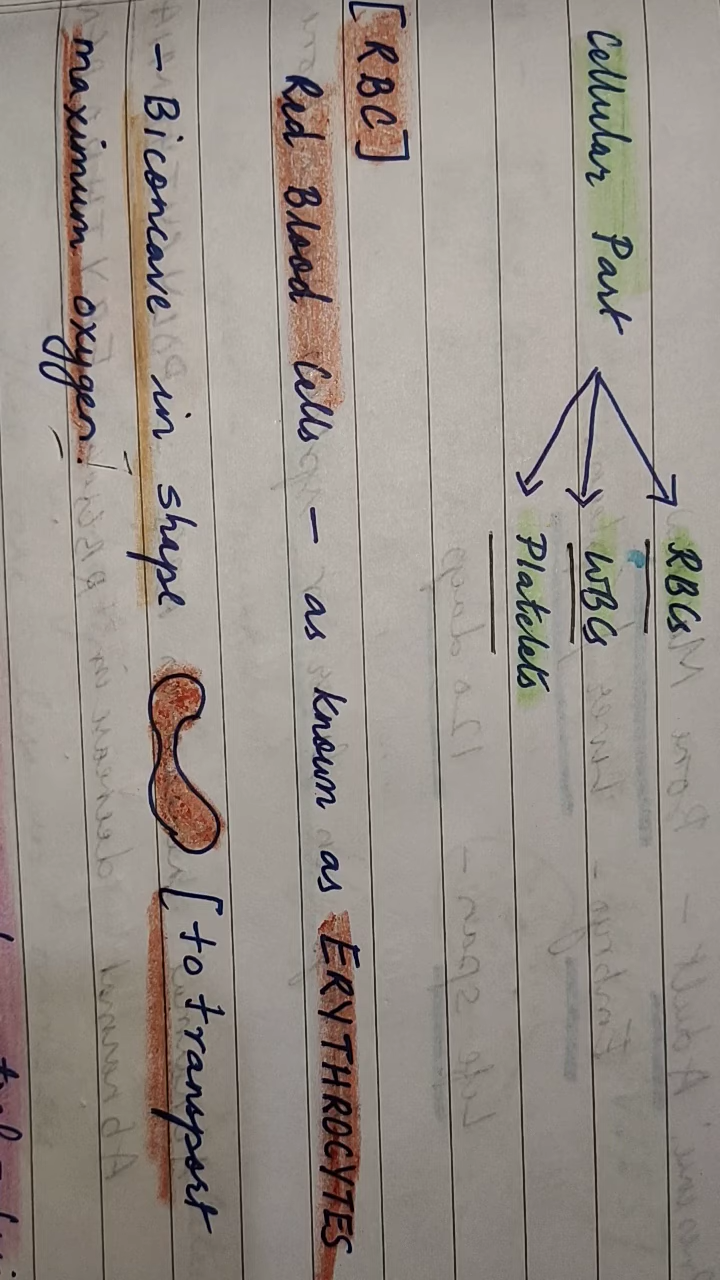 RBCs
Cellular Part WBCs
Platelets
[RBC]
Red Blood Cells - as known as ERYTHROCYTES
- Biconcave in shape [to transport
maximum oxygen.